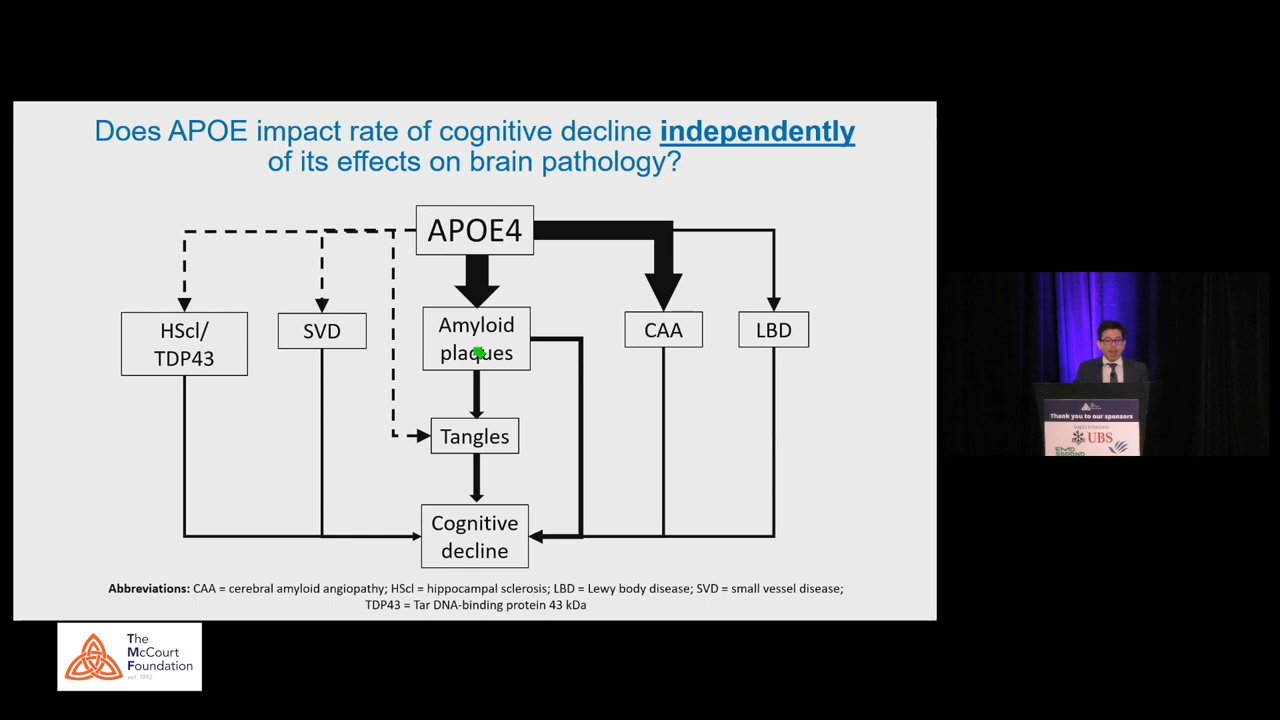 Does APOE impact rate of cognitive decline independently
of its effects on brain pathology?
APOE4
HScl/
TDP43
SVD
Amyloid
plaques
CAA
LBD
Tangles
Cognitive
decline
Abbreviations: CAA = cerebral amyloid angiopathy; HScl = hippocampal sclerosis; LBD = Lewy body disease; SVD = small vessel disease;
TDP43 = Tar DNA-binding protein 43 kDa
Thank you to our sponsors
UBS
The
McCourt
Foundation
est. 1992